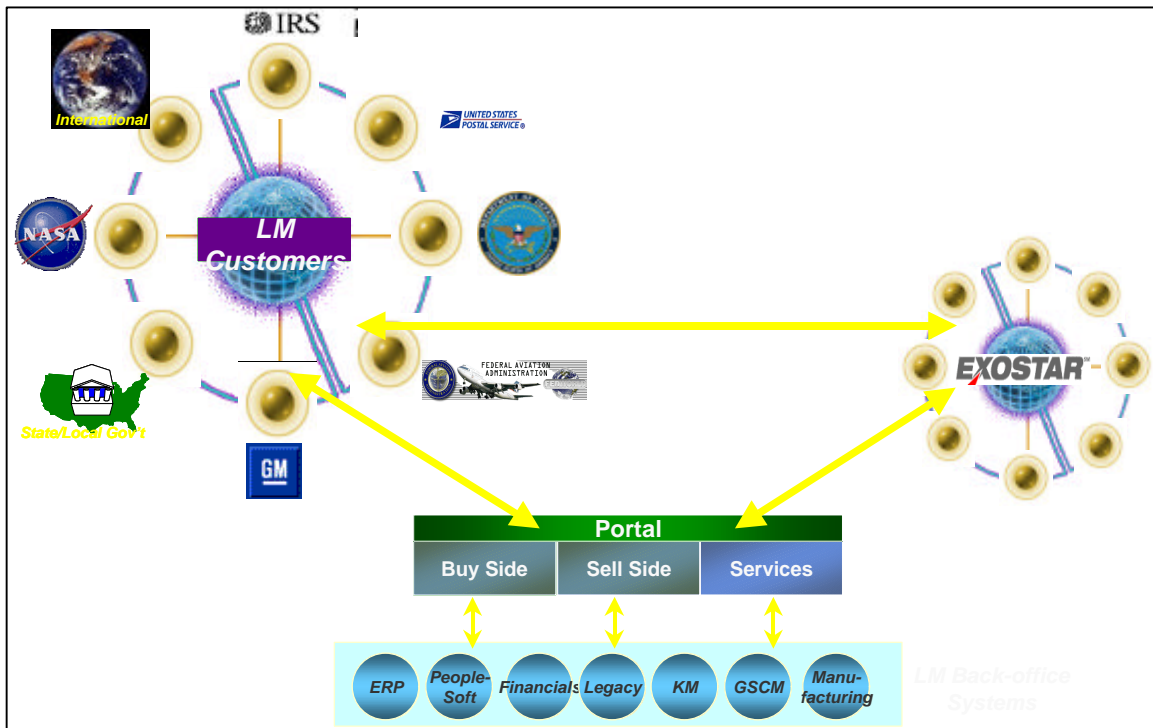 IRS
International
UNITED STATES
POSTAL SERVICE®
NASA
LM
Customers
FEDERAL AVIATION
ADMINISTRATION
State/Local Gov't
GM
EXOSTAR™
Portal
Buy Side
Sell Side
Services
ERP
People-
Soft
Financials
Legacy
KM
GSCM
Manu-
facturing
LM Back-office
Systems